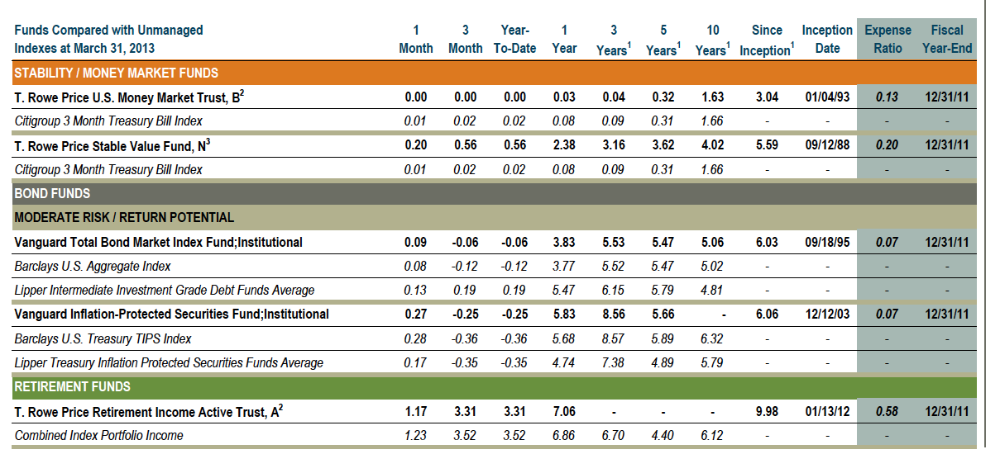 Funds Compared with Unmanaged 1 3 Year- 1 3 5 10 Since Inception Expense Fiscal
Indexes at March 31, 2013 Month Month To-Date Year Years1 Years1 Years1 Inception1 Date Ratio Year-End
STABILITY / MONEY MARKET FUNDS
T. Rowe Price U.S. Money Market Trust, B2 0.00 0.00 0.00 0.03 0.04 0.32 1.63 3.04 01/04/93 0.13 12/31/11
Citigroup 3 Month Treasury Bill Index 0.01 0.02 0.02 0.08 0.09 0.31 1.66 - - - -
T. Rowe Price Stable Value Fund, N3 0.20 0.56 0.56 2.38 3.16 3.62 4.02 5.59 09/12/88 0.20 12/31/11
Citigroup 3 Month Treasury Bill Index 0.01 0.02 0.02 0.08 0.09 0.31 1.66 - - - -
BOND FUNDS
MODERATE RISK / RETURN POTENTIAL
Vanguard Total Bond Market Index Fund;Institutional 0.09 -0.06 -0.06 3.83 5.53 5.47 5.06 6.03 09/18/95 0.07 12/31/11
Barclays U.S. Aggregate Index 0.08 -0.12 -0.12 3.77 5.52 5.47 5.02 - - - -
Lipper Intermediate Investment Grade Debt Funds Average 0.13 0.19 0.19 5.47 6.15 5.79 4.81 - - - -
Vanguard Inflation-Protected Securities Fund;Institutional 0.27 -0.25 -0.25 5.83 8.56 5.66 - 6.06 12/12/03 0.07 12/31/11
Barclays U.S. Treasury TIPS Index 0.28 -0.36 -0.36 5.68 8.57 5.89 6.32 - - - -
Lipper Treasury Inflation Protected Securities Funds Average 0.17 -0.35 -0.35 4.74 7.38 4.89 5.79 - - - -
RETIREMENT FUNDS
T. Rowe Price Retirement Income Active Trust, A2 1.17 3.31 3.31 7.06 - - - 9.98 01/13/12 0.58 12/31/11
Combined Index Portfolio Income 1.23 3.52 3.52 6.86 6.70 4.40 6.12 - - - -